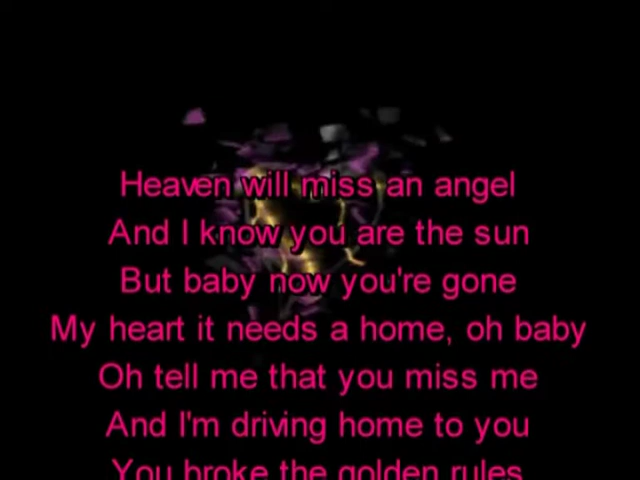 Heaven will miss an angel
And I know you are the sun
But baby now you're gone
My heart it needs a home, oh baby
Oh tell me that you miss me
And I'm driving home to you
You broke the golden rules